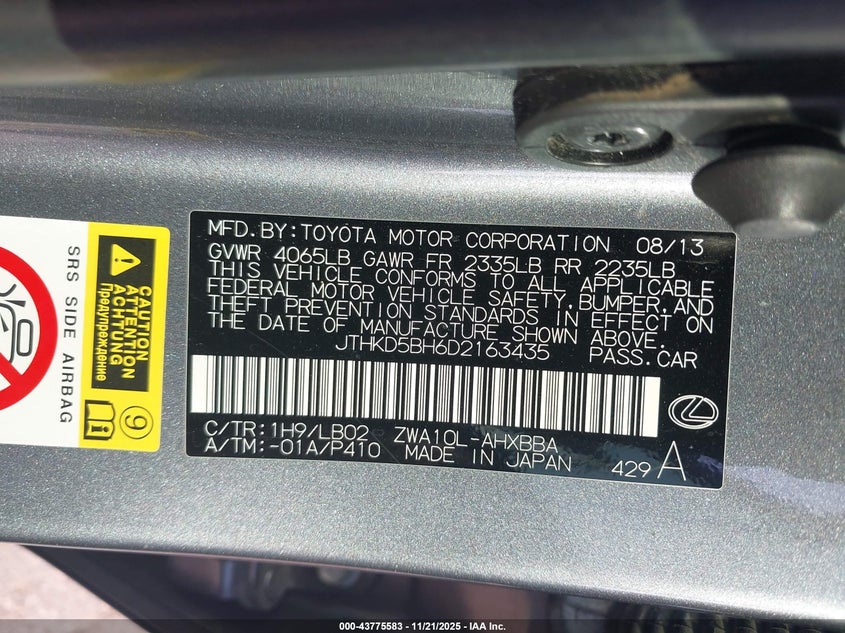 MFD.BY:TOYOTA MOTOR CORPORATION 08/13
GVWR 4065LB GAWR FR 2335LB RR 2235LB
THIS VEHICLE CONFORMS TO ALL APPLICABLE
FEDERAL MOTOR VEHICLE SAFETY,BUMPER,AND
THEFT PREVENTION STANDARDS IN EFFECT ON
THE DATE OF MANUFACTURE SHOWN ABOVE.
JTHKD5BH6D2163435 PASS.CAR
C/TR:1H9/LB02 ZWA10L-AHXBBA
A/TM:-01A/P410 MADE IN JAPAN 429 A
SRS SIDE AIRBAG
CAUTION
ATTENTION
ACHTUNG
Предупреждение
9
000-43775583 - 11/21/2025 - IAA Inc.